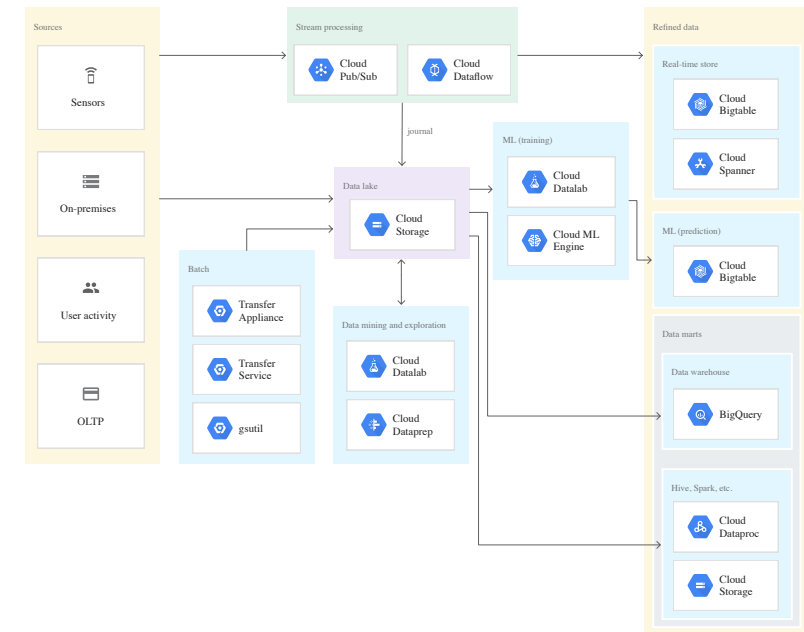 Sources
Sensors
On-premises
User activity
OLTP
Stream processing
Cloud
Pub/Sub
Cloud
Dataflow
journal
Data lake
Cloud
Storage
Batch
Transfer
Appliance
Transfer
Service
gsutil
Data mining and exploration
Cloud
Datalab
Cloud
Dataprep
ML (training)
Cloud
Datalab
Cloud ML
Engine
Refined data
Real-time store
Cloud
Bigtable
Cloud
Spanner
ML (prediction)
Cloud
Bigtable
Data marts
Data warehouse
BigQuery
Hive, Spark, etc.
Cloud
Dataproc
Cloud
Storage